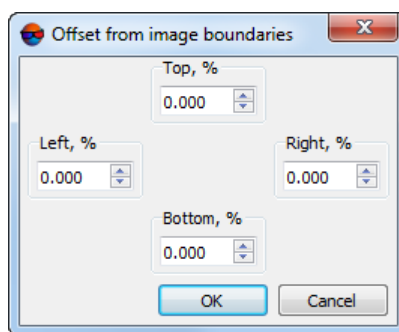 Offset from image boundaries
Top, %
0.000
Left, %
0.000
Right, %
0.000
Bottom, %
0.000
OK
Cancel